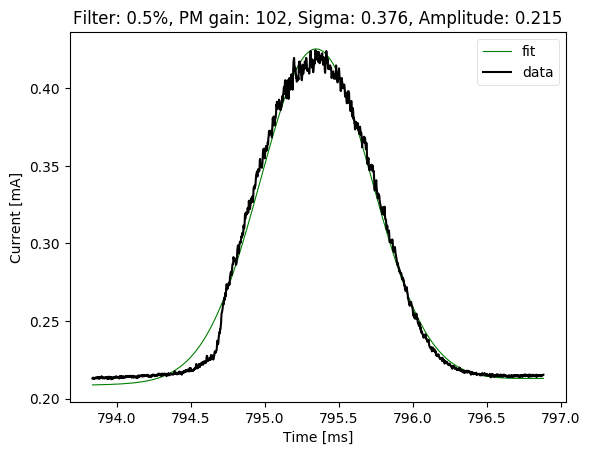 Filter: 0.5%, PM gain: 102, Sigma: 0.376, Amplitude: 0.215
fit
data
0.40
0.35
0.30
0.25
0.20
Current [mA]
794.0 794.5 795.0 795.5 796.0 796.5 797.0
Time [ms]